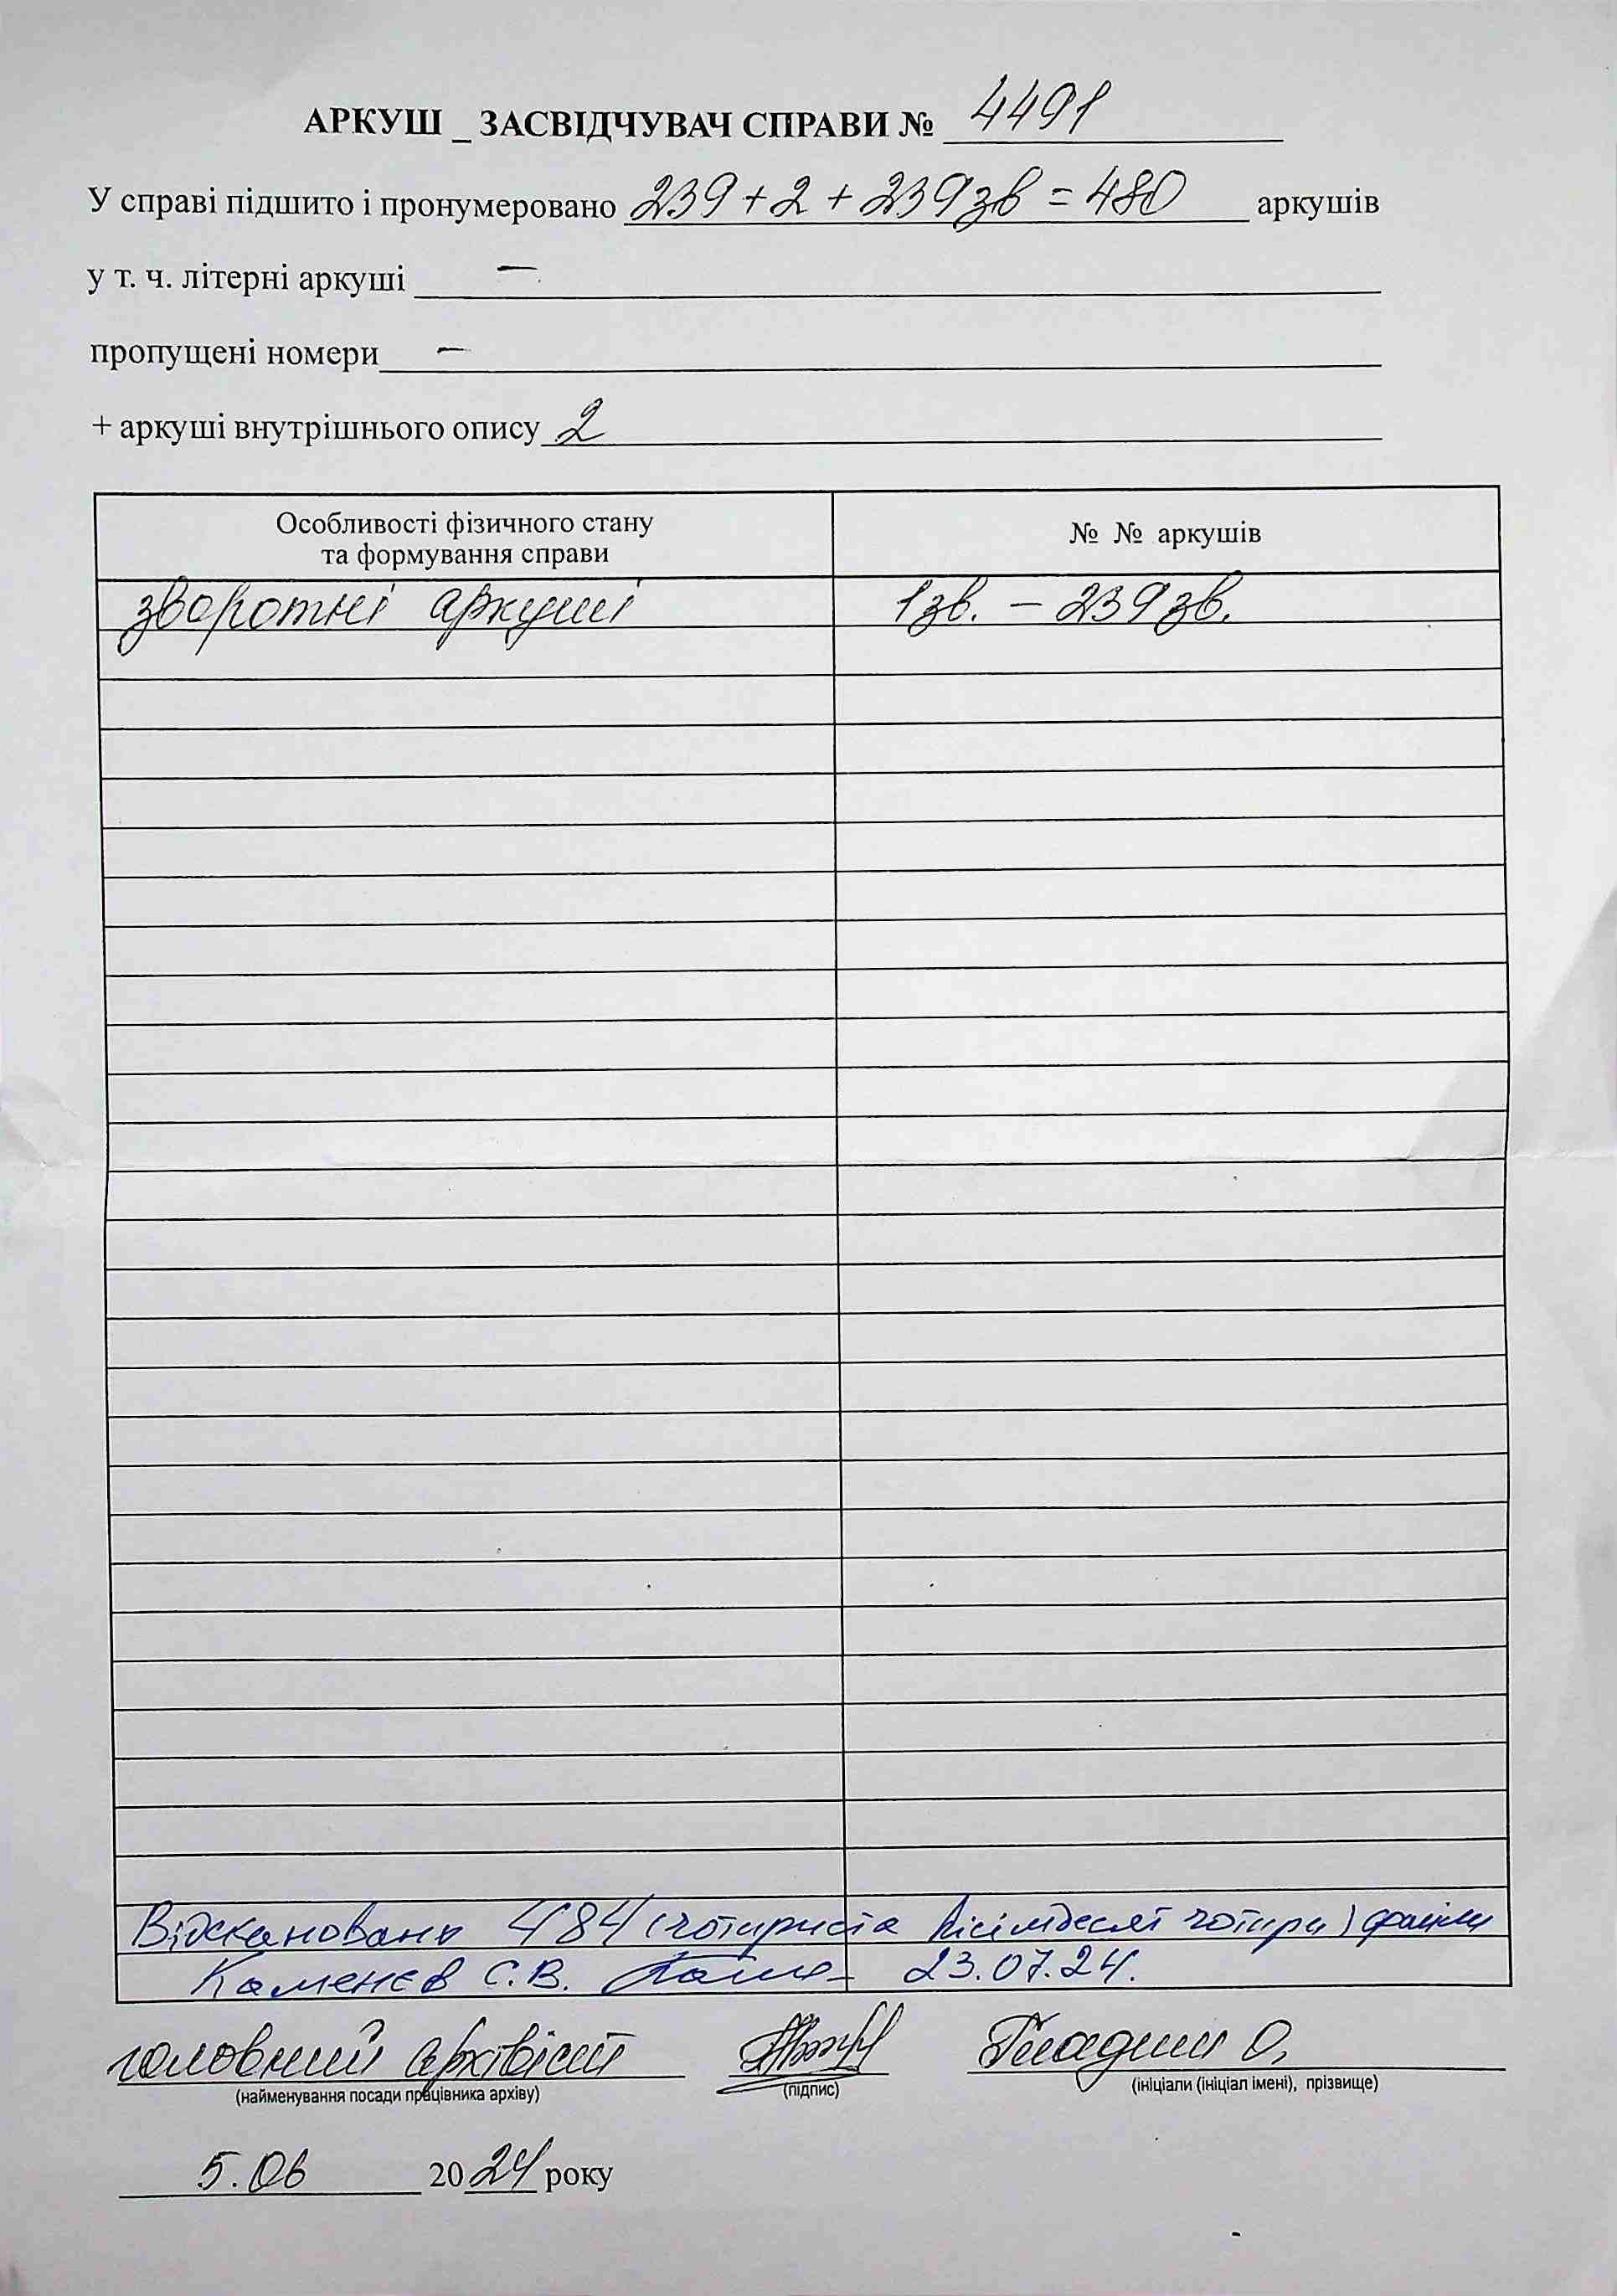 АРКУШ _ ЗАСВІДЧУВАЧ СПРАВИ № 4491
У справі підшито і пронумеровано 239 + 2 + 239зв = 480 аркушів
у т. ч. літерні аркуші —
пропущені номери —
+ аркуші внутрішнього опису 2
Особливості фізичного стану
та формування справи
№ № аркушів
зворотні аркуші 1зв. – 239зв.
Відскановано 484 (чотириста вісімдесят чотири) файли
Каменєв С.В. 23.07.24.
головний архівіст
(найменування посади працівника архіву) (підпис) (ініціали (ініціал імені), прізвище)
5.06 2024 року